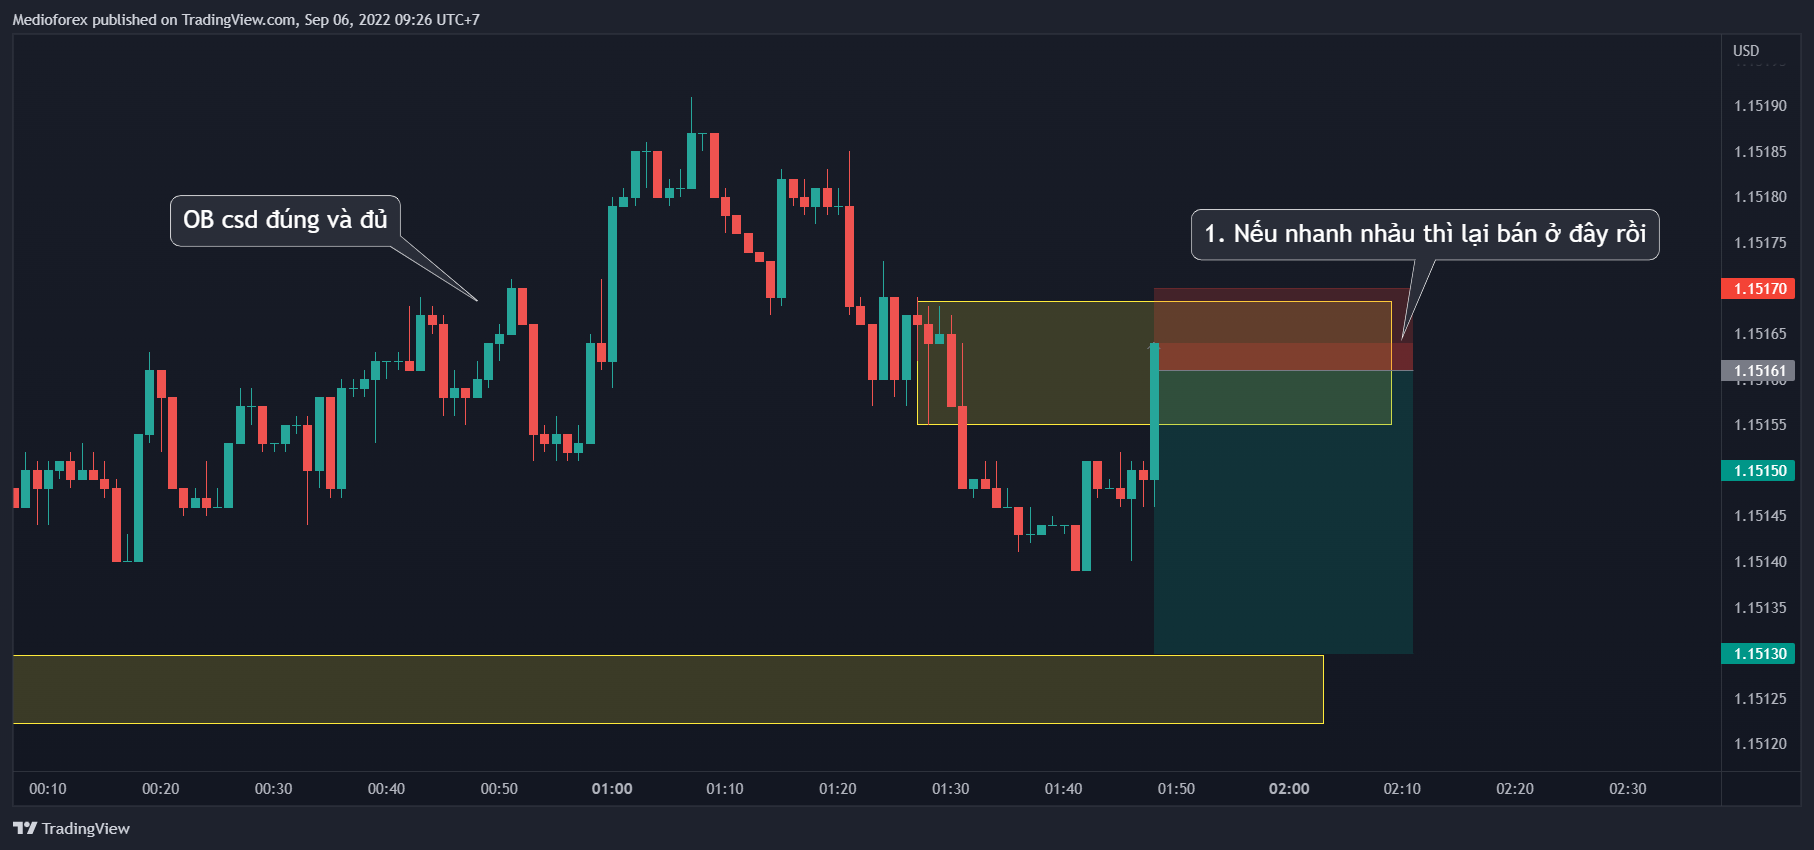 Medioforex published on TradingView.com, Sep 06, 2022 09:26 UTC+7
USD
1.15190
1.15185
1.15180
1.15175
1.15170
1.15165
1.15161
1.15160
1.15155
1.15150
1.15145
1.15140
1.15135
1.15130
1.15125
1.15120
OB csd đúng và đủ
1. Nếu nhanh nhảu thì lại bán ở đây rồi
00:10 00:20 00:30 00:40 00:50 01:00 01:10 01:20 01:30 01:40 01:50 02:00 02:10 02:20 02:30
TradingView